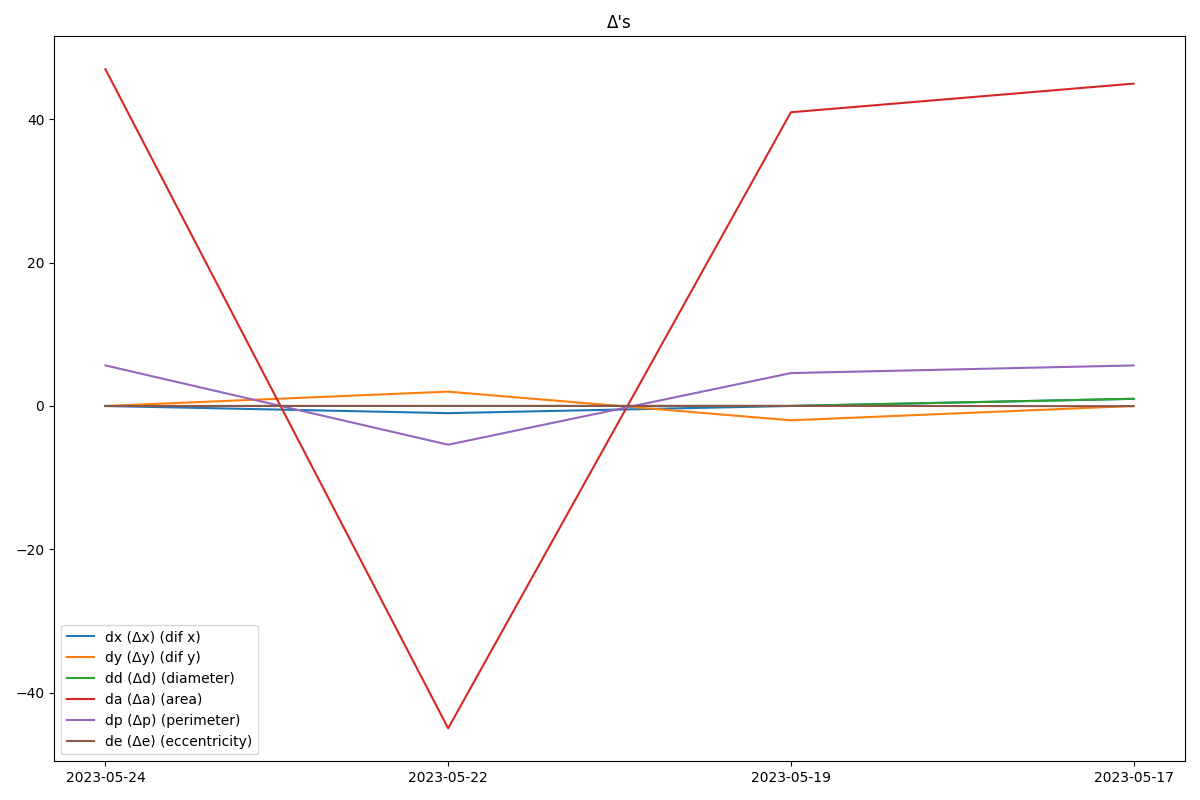 Δ's
40
20
0
−20
−40
dx (Δx) (dif x)
dy (Δy) (dif y)
dd (Δd) (diameter)
da (Δa) (area)
dp (Δp) (perimeter)
de (Δe) (eccentricity)
2023-05-24 2023-05-22 2023-05-19 2023-05-17